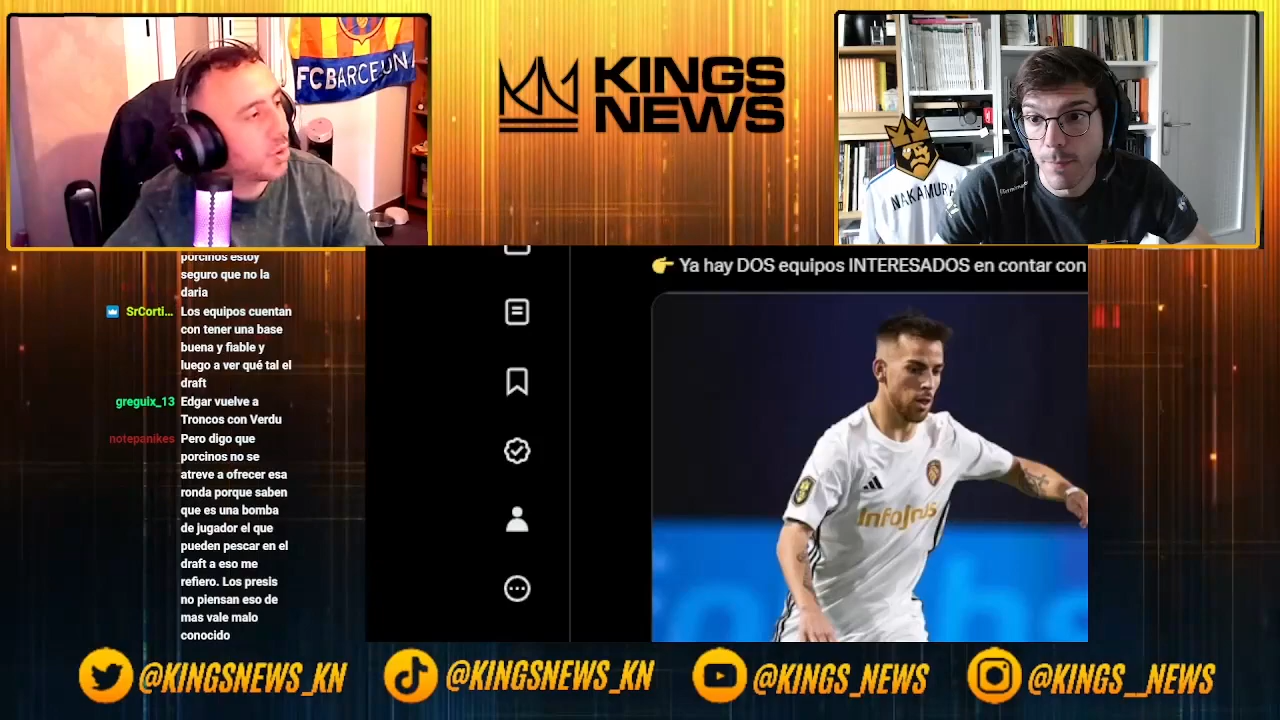 FCBARCELONA
KINGS
NEWS
NAKAMURA
porcinos estoy
seguro que no la
daria
SrCorti... Los equipos cuentan
con tener una base
buena y fiable y
luego a ver qué tal el
draft
greguix_13 Edgar vuelve a
Troncos con Verdu
notepanikes Pero digo que
porcinos no se
atreve a ofrecer esa
ronda porque saben
que es una bomba
de jugador el que
pueden pescar en el
draft a eso me
refiero. Los presis
no piensan eso de
mas vale malo
conocido
👉 Ya hay DOS equipos INTERESADOS en contar con
InfoJobs
@KINGSNEWS_KN
@KINGSNEWS_KN
@KINGS_NEWS
@KINGS__NEWS